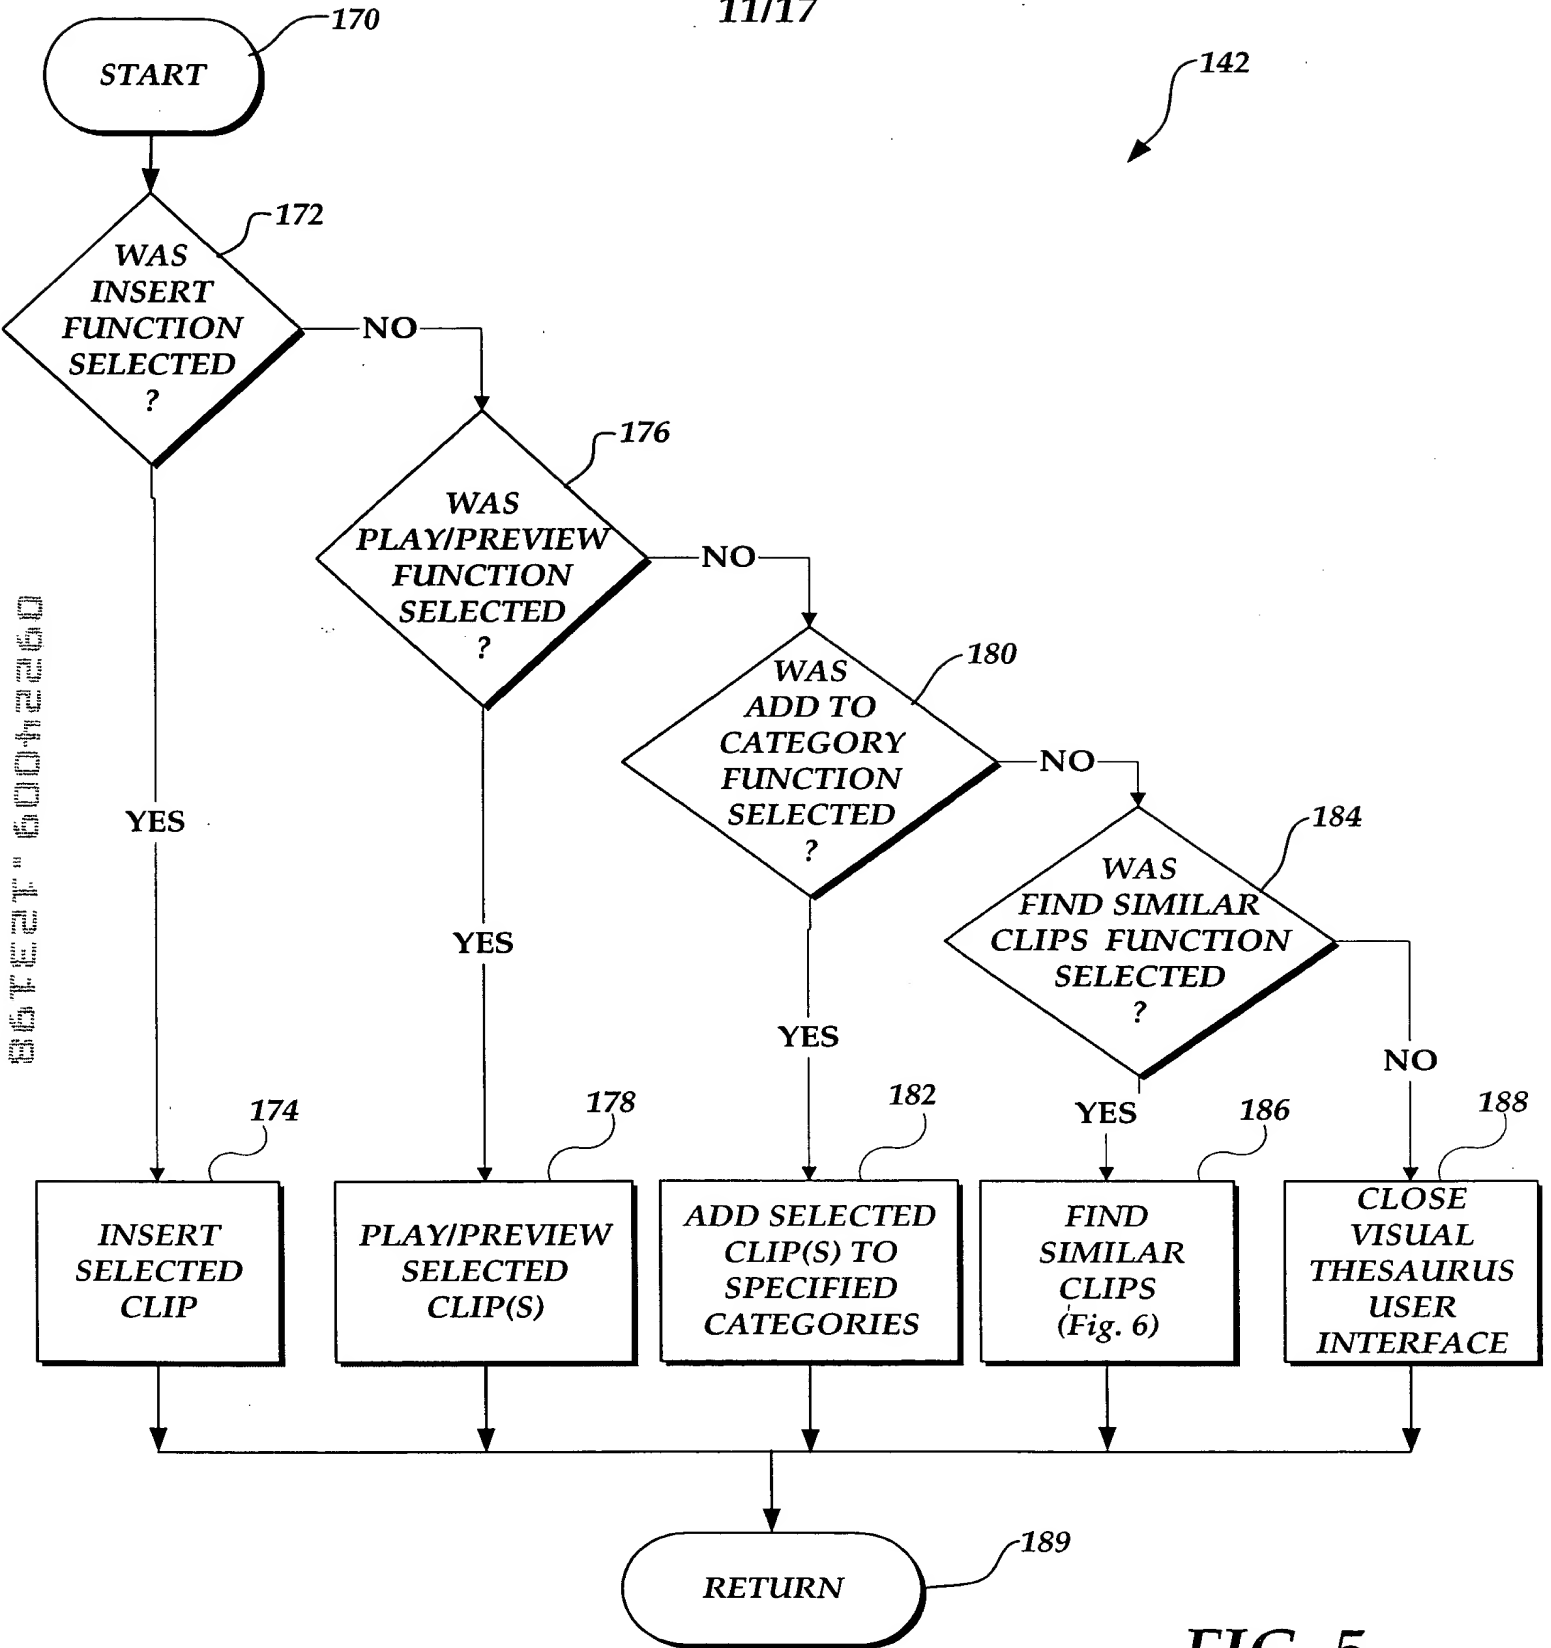 11/17
170
START
142
172
WAS
INSERT
FUNCTION
SELECTED
?
NO
176
WAS
PLAY/PREVIEW
FUNCTION
SELECTED
?
NO
180
WAS
ADD TO
CATEGORY
FUNCTION
SELECTED
?
NO
184
WAS
FIND SIMILAR
CLIPS FUNCTION
SELECTED
?
YES
YES
YES
YES
NO
174
INSERT
SELECTED
CLIP
178
PLAY/PREVIEW
SELECTED
CLIP(S)
182
ADD SELECTED
CLIP(S) TO
SPECIFIED
CATEGORIES
186
FIND
SIMILAR
CLIPS
(Fig. 6)
188
CLOSE
VISUAL
THESAURUS
USER
INTERFACE
189
RETURN
FIG. 5